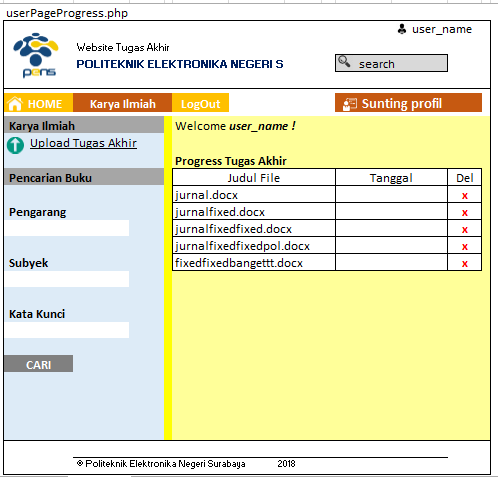 userPageProgress.php
user_name
Website Tugas Akhir
POLITEKNIK ELEKTRONIKA NEGERI S
search
pens
HOME Karya Ilmiah LogOut Sunting profil
Karya Ilmiah
Upload Tugas Akhir
Pencarian Buku
Pengarang
Subyek
Kata Kunci
CARI
Welcome user_name !
Progress Tugas Akhir
Judul File Tanggal Del
jurnal.docx x
jurnalfixed.docx x
jurnalfixedfixed.docx x
jurnalfixedfixedpol.docx x
fixedfixedbangettt.docx x
® Politeknik Elektronika Negeri Surabaya 2018